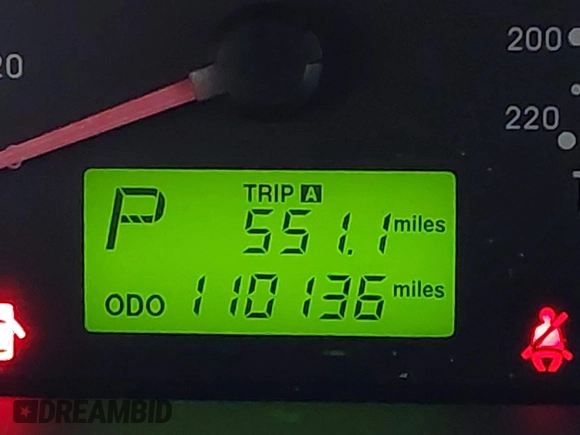 20
200
220
P
TRIP A
551.1 miles
ODO 110136 miles
DREAMBID